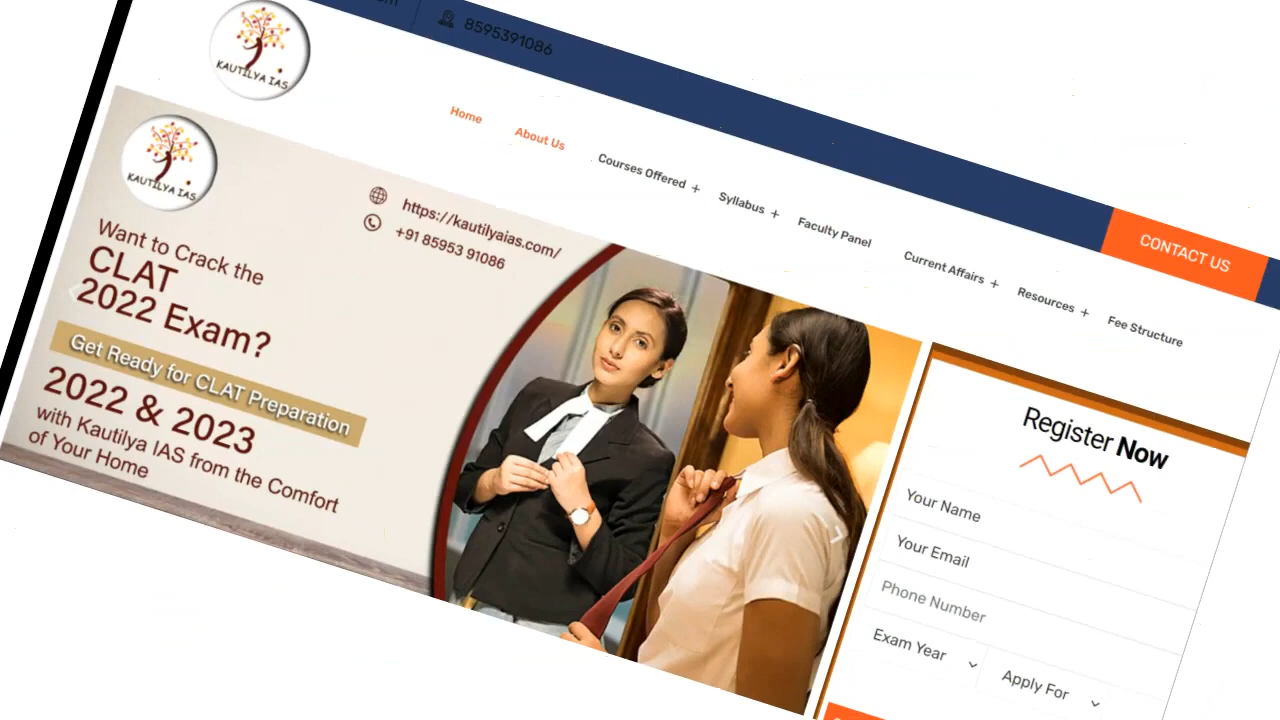 8595391086
CONTACT US
KAUTILYA IAS
Home
About Us
Courses Offered +
Syllabus +
Faculty Panel
Current Affairs +
Resources +
Fee Structure
KAUTILYA IAS
https://kautilyaias.com/
+91 85953 91086
Want to Crack the
CLAT
2022 Exam?
Get Ready for CLAT Preparation
2022 & 2023
with Kautilya IAS from the Comfort
of Your Home
Register Now
Your Name
Your Email
Phone Number
Exam Year
Apply For